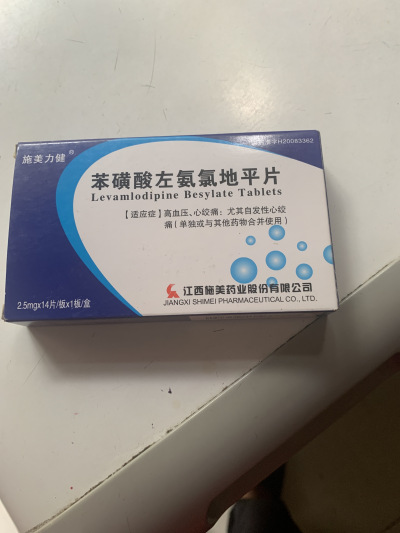 国药准字H20083362
施美力健®
苯磺酸左氨氯地平片
Levamlodipine Besylate Tablets
【适应症】高血压、心绞痛:尤其自发性心绞
痛(单独或与其他药物合并使用)
江西施美药业股份有限公司
JIANGXI SHIMEI PHARMACEUTICAL CO., LTD.
2.5mgx14片/板x1板/盒